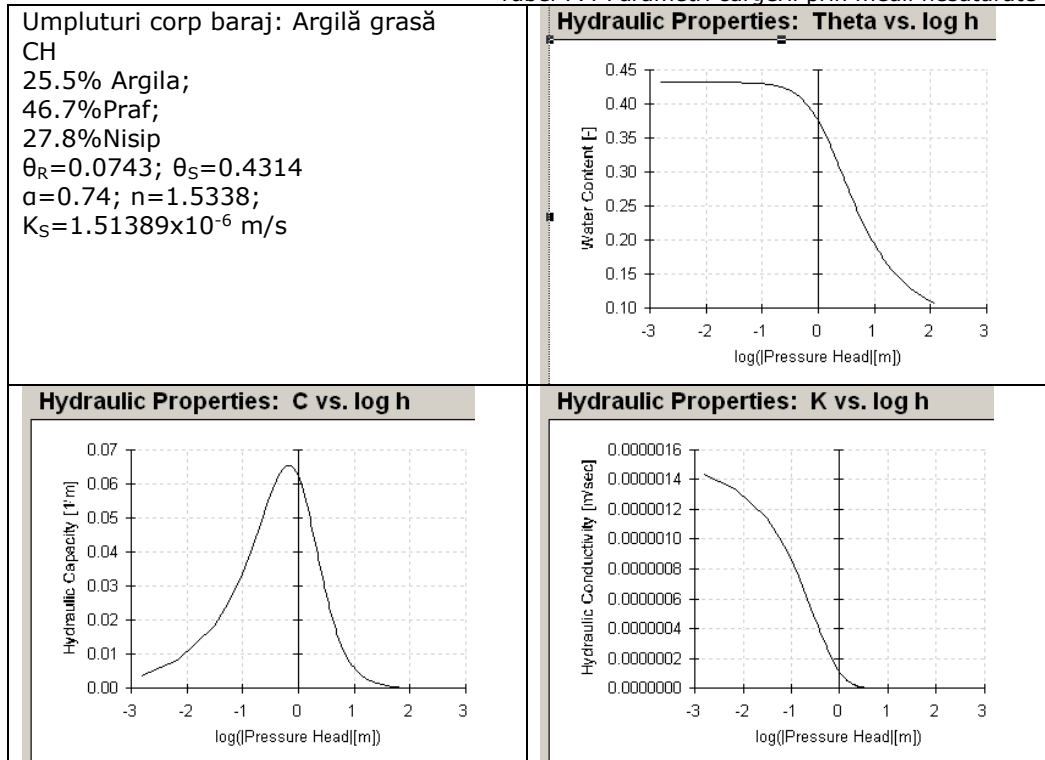 Umpluturi corp baraj: Argilă grasă
CH
25.5% Argila;
46.7%Praf;
27.8%Nisip
θR=0.0743; θS=0.4314
α=0.74; n=1.5338;
KS=1.51389x10-6 m/s
Hydraulic Properties: Theta vs. log h
Water Content [-]
0.45
0.40
0.35
0.30
0.25
0.20
0.15
0.10
-3 -2 -1 0 1 2 3
log(|Pressure Head|[m])
Hydraulic Properties: C vs. log h
Hydraulic Capacity [1/m]
0.07
0.06
0.05
0.04
0.03
0.02
0.01
0.00
-3 -2 -1 0 1 2 3
log(|Pressure Head|[m])
Hydraulic Properties: K vs. log h
Hydraulic Conductivity [m/sec]
0.0000016
0.0000014
0.0000012
0.0000010
0.0000008
0.0000006
0.0000004
0.0000002
0.0000000
-3 -2 -1 0 1 2 3
log(|Pressure Head|[m])